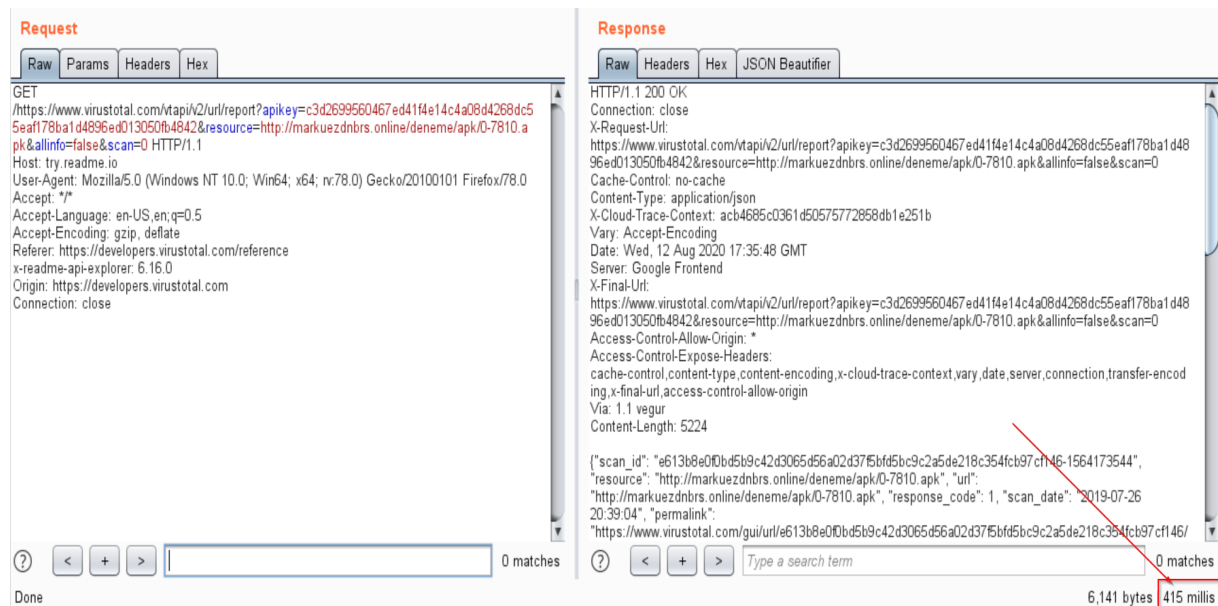 Request
Raw
Params
Headers
Hex
GET
/https://www.virustotal.com/vtapi/v2/url/report?apikey=c3d2699560467ed41f4e14c4a08d4268dc5
5eaf178ba1d4896ed013050fb4842&resource=http://markuezdnbrs.online/deneme/apk/0-7810.a
pk&allinfo=false&scan=0 HTTP/1.1
Host: try.readme.io
User-Agent: Mozilla/5.0 (Windows NT 10.0; Win64; x64; rv:78.0) Gecko/20100101 Firefox/78.0
Accept: */*
Accept-Language: en-US,en;q=0.5
Accept-Encoding: gzip, deflate
Referer: https://developers.virustotal.com/reference
x-readme-api-explorer: 6.16.0
Origin: https://developers.virustotal.com
Connection: close
? < + > 0 matches
Done
Response
Raw
Headers
Hex
JSON Beautifier
HTTP/1.1 200 OK
Connection: close
X-Request-Url:
https://www.virustotal.com/vtapi/v2/url/report?apikey=c3d2699560467ed41f4e14c4a08d4268dc55eaf178ba1d48
96ed013050fb4842&resource=http://markuezdnbrs.online/deneme/apk/0-7810.apk&allinfo=false&scan=0
Cache-Control: no-cache
Content-Type: application/json
X-Cloud-Trace-Context: acb4685c0361d50575772858db1e251b
Vary: Accept-Encoding
Date: Wed, 12 Aug 2020 17:35:48 GMT
Server: Google Frontend
X-Final-Url:
https://www.virustotal.com/vtapi/v2/url/report?apikey=c3d2699560467ed41f4e14c4a08d4268dc55eaf178ba1d48
96ed013050fb4842&resource=http://markuezdnbrs.online/deneme/apk/0-7810.apk&allinfo=false&scan=0
Access-Control-Allow-Origin: *
Access-Control-Expose-Headers:
cache-control,content-type,content-encoding,x-cloud-trace-context,vary,date,server,connection,transfer-encod
ing,x-final-url,access-control-allow-origin
Via: 1.1 vegur
Content-Length: 5224
{"scan_id": "e613b8e0f0bd5b9c42d3065d56a02d37f5bfd5bc9c2a5de218c354fcb97cf146-1564173544",
"resource": "http://markuezdnbrs.online/deneme/apk/0-7810.apk", "url":
"http://markuezdnbrs.online/deneme/apk/0-7810.apk", "response_code": 1, "scan_date": "2019-07-26
20:39:04", "permalink":
"https://www.virustotal.com/gui/url/e613b8e0f0bd5b9c42d3065d56a02d37f5bfd5bc9c2a5de218c354fcb97cf146/
? < + > Type a search term 0 matches
6,141 bytes 415 millis